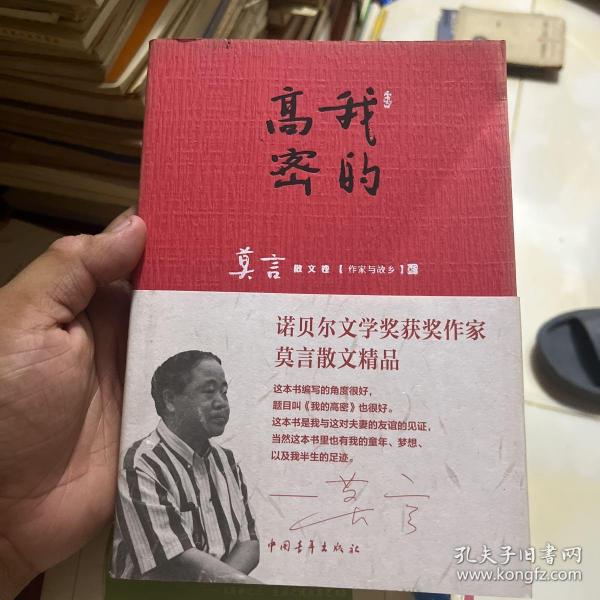 我的
高密
莫言 散文卷【作家与故乡】
诺贝尔文学奖获奖作家
莫言散文精品
这本书编写的角度很好，
题目叫《我的高密》也很好。
这本书是我与这对夫妻的友谊的见证，
当然这本书里也有我的童年、梦想、
以及我半生的足迹。
莫言
中国青年出版社
孔夫子旧书网
www.kongfz.com